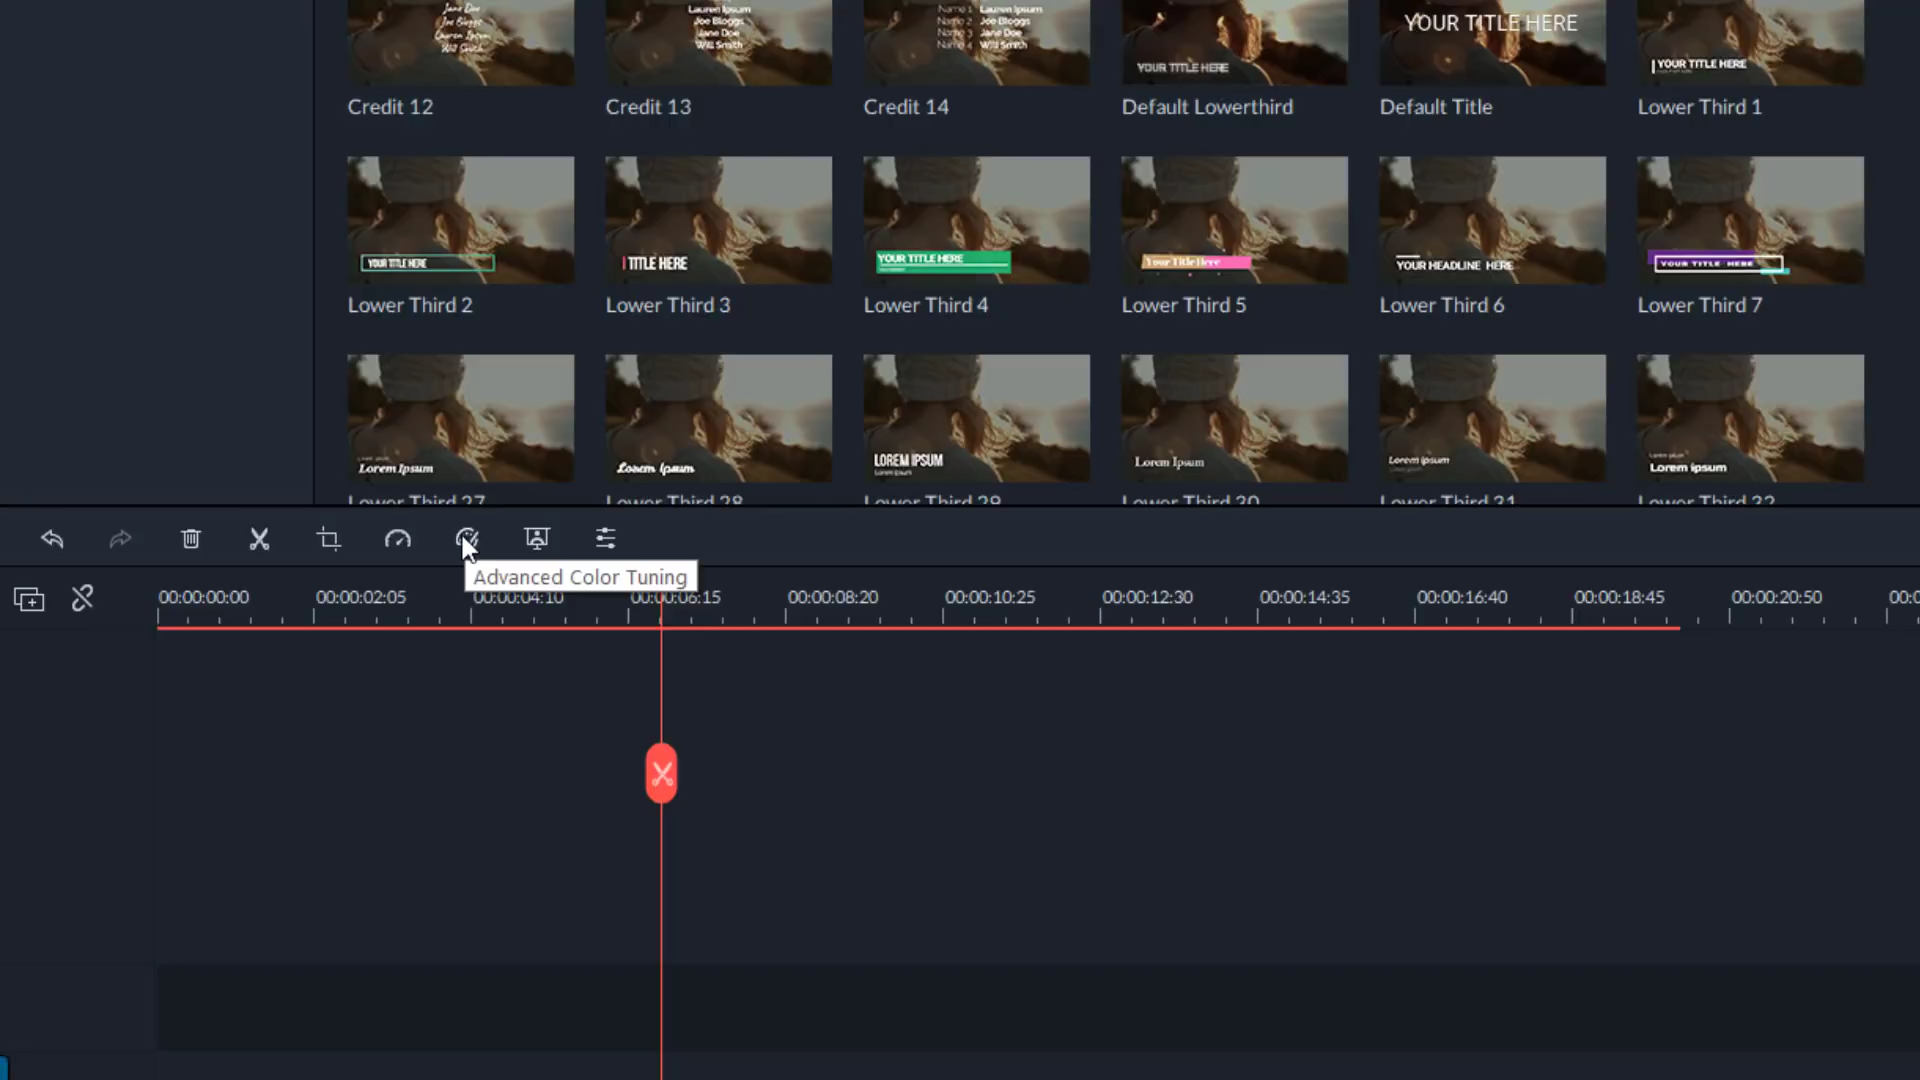 Jane Doe
Joe Bloggs
Lauren Ipsum
Will Smith
Lauren Ipsum
Joe Bloggs
Jane Doe
Will Smith
Name 1 Lauren Ipsum
Name 2 Joe Bloggs
Name 3 Jane Doe
Name 4 Will Smith
YOUR TITLE HERE
YOUR TITLE HERE
YOUR TITLE HERE
Credit 12
Credit 13
Credit 14
Default Lowerthird
Default Title
Lower Third 1
YOUR TITLE HERE
TITLE HERE
YOUR TITLE HERE
Your Title Here
YOUR HEADLINE HERE
YOUR TITLE HERE
Lower Third 2
Lower Third 3
Lower Third 4
Lower Third 5
Lower Third 6
Lower Third 7
Lorem Ipsum
Lorem Ipsum
LOREM IPSUM
Lorem Ipsum
Lorem Ipsum
Lorem Ipsum
Lorem Ipsum
Lower Third 27
Lower Third 28
Lower Third 29
Lower Third 30
Lower Third 31
Lower Third 32
Advanced Color Tuning
00:00:00:00
00:00:02:05
00:00:04:10
00:00:06:15
00:00:08:20
00:00:10:25
00:00:12:30
00:00:14:35
00:00:16:40
00:00:18:45
00:00:20:50
00:0